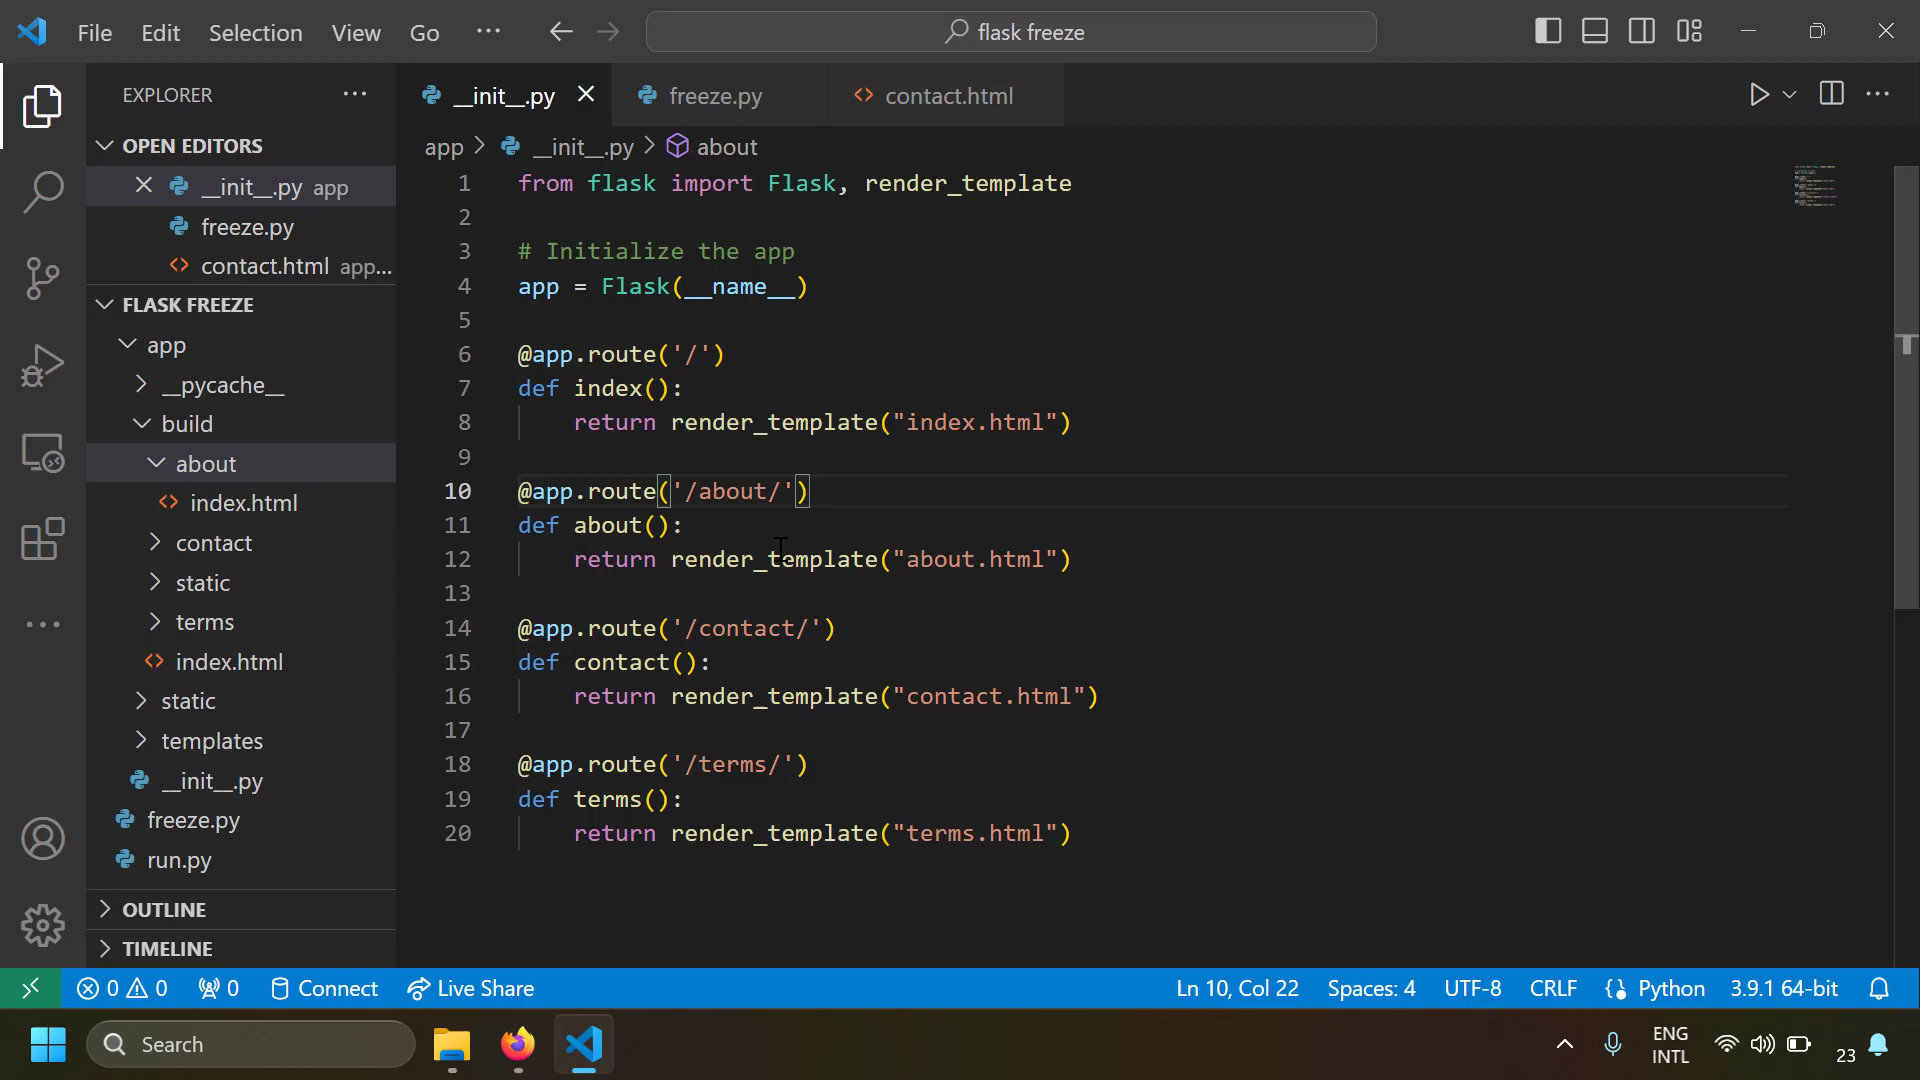 File Edit Selection View Go ··· flask freeze
EXPLORER ···
__init__.py freeze.py contact.html
OPEN EDITORS
app > __init__.py > about
__init__.py app
freeze.py
contact.html app...
FLASK FREEZE
app
__pycache__
build
about
index.html
contact
static
terms
index.html
static
templates
__init__.py
freeze.py
run.py
OUTLINE
TIMELINE
1 from flask import Flask, render_template
2
3 # Initialize the app
4 app = Flask(__name__)
5
6 @app.route('/')
7 def index():
8 return render_template("index.html")
9
10 @app.route('/about/')
11 def about():
12 return render_template("about.html")
13
14 @app.route('/contact/')
15 def contact():
16 return render_template("contact.html")
17
18 @app.route('/terms/')
19 def terms():
20 return render_template("terms.html")
0 0 0 Connect Live Share Ln 10, Col 22 Spaces: 4 UTF-8 CRLF Python 3.9.1 64-bit
Search ENG
INTL 23